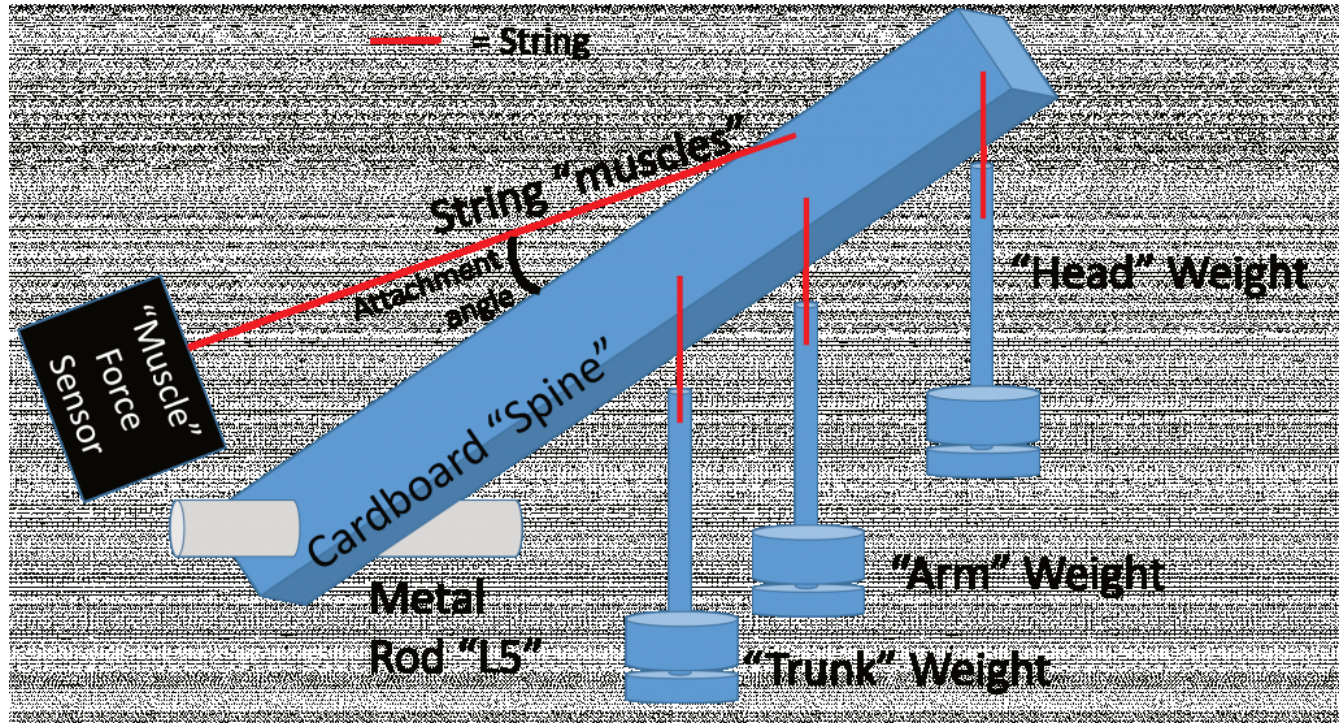 = String
String “muscles”
Attachment
angle
“Muscle”
Force
Sensor
“Head” Weight
Cardboard “Spine”
“Arm” Weight
Metal
Rod “L5”
“Trunk” Weight